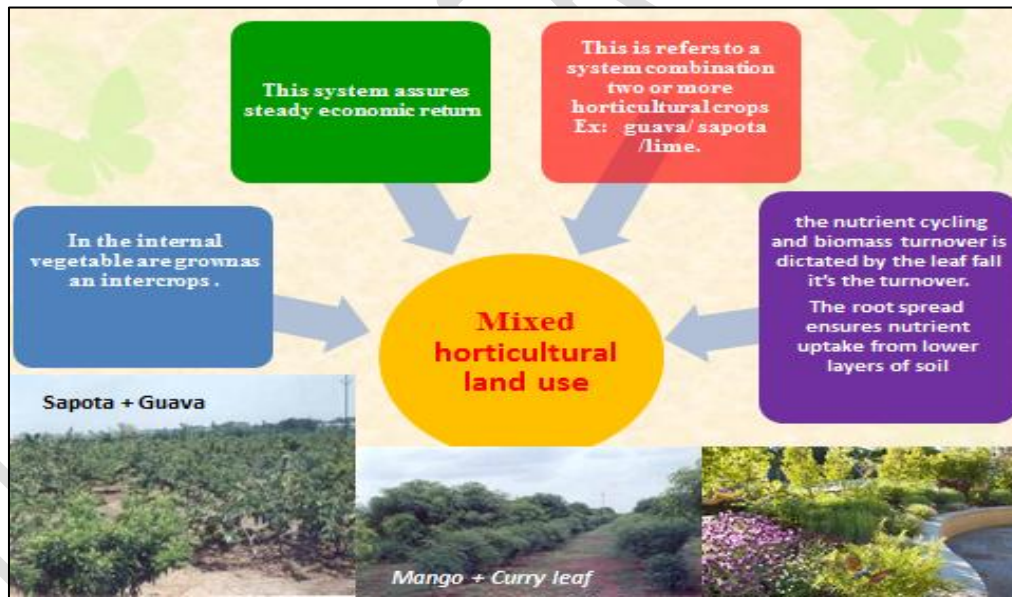 This system assures
steady economic return
This is refers to a
system combination
two or more
horticultural crops
Ex: guava/ sapota
/lime.
In the internal
vegetable are grownas
an intercrops .
the nutrient cycling
and biomass turnover is
dictated by the leaf fall
it's the turnover.
The root spread
ensures nutrient
uptake from lower
layers of soil
Mixed
horticultural
land use
Sapota + Guava
Mango + Curry leaf